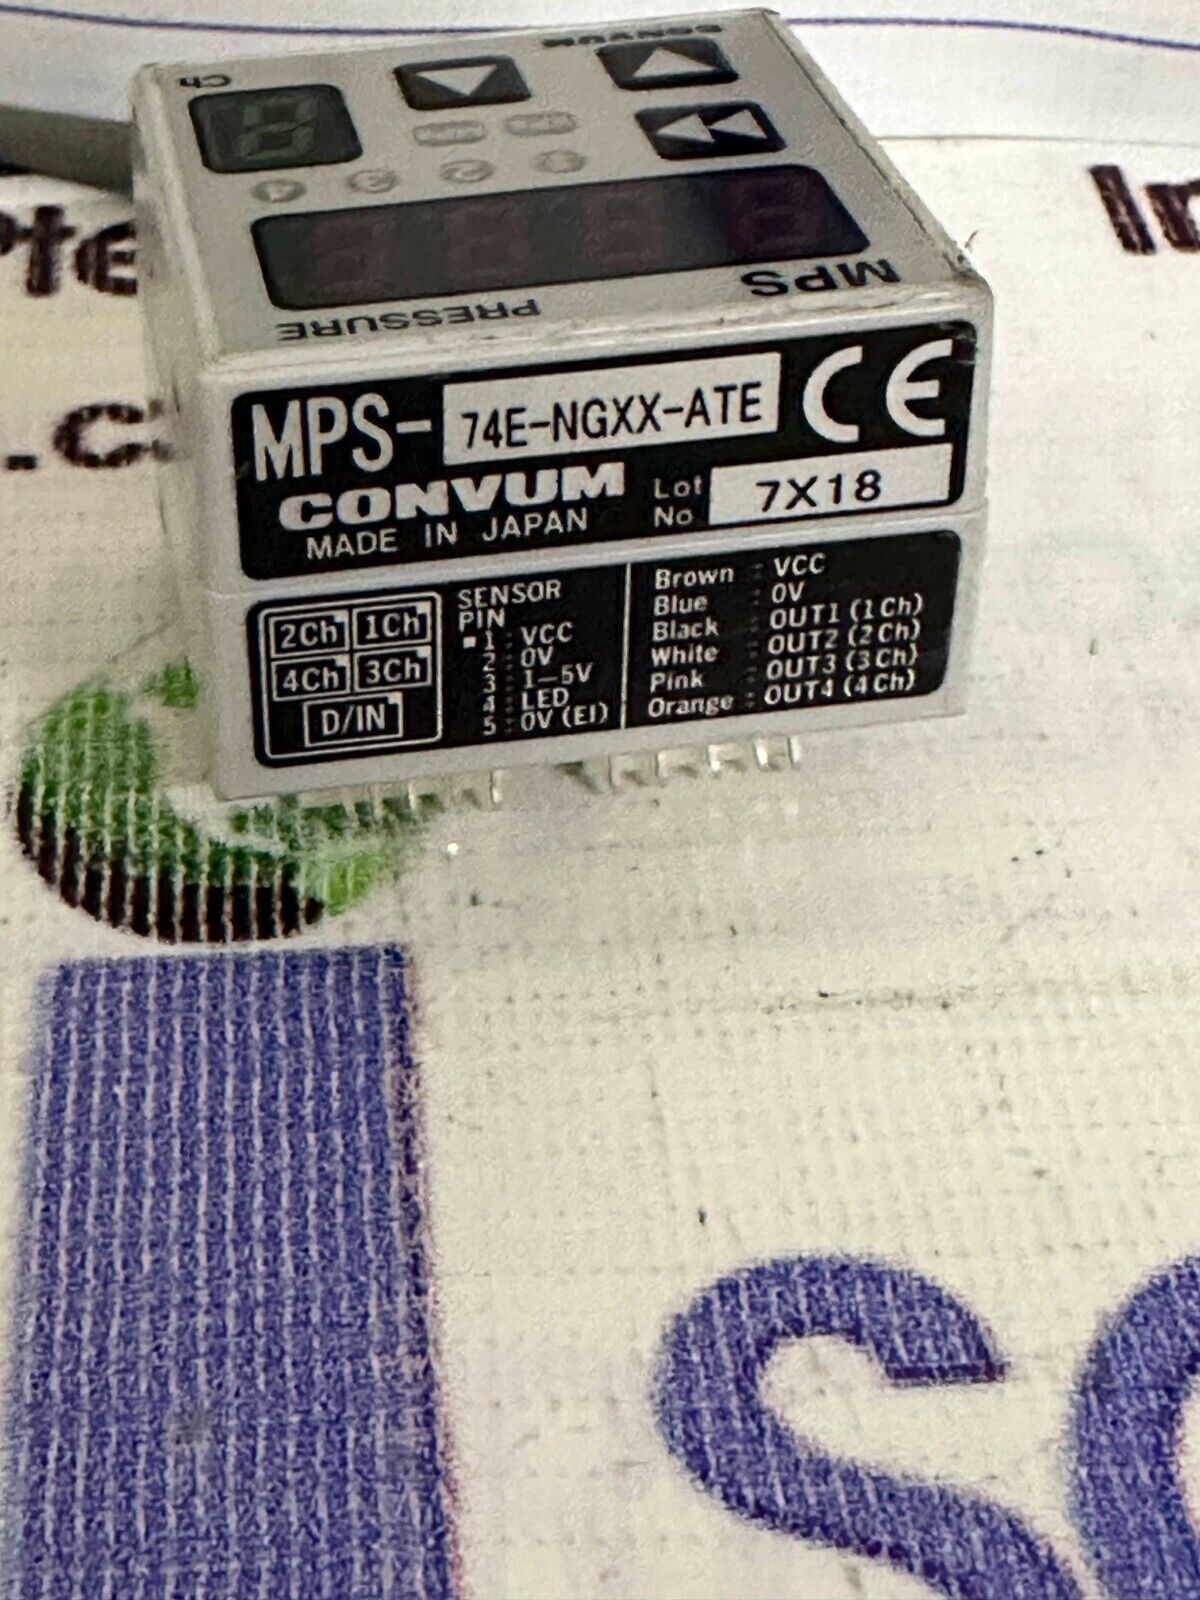 CONVUM
Ch
MPS
PRESSURE
MPS- 74E-NGXX-ATE CE
CONVUM Lot No 7X18
MADE IN JAPAN
2Ch 1Ch
4Ch 3Ch
D/IN
SENSOR
PIN
1 : VCC
2 : 0V
3 : 1-5V
4 : LED
5 : 0V (EI)
Brown : VCC
Blue : 0V
Black : OUT1 (1Ch)
White : OUT2 (2Ch)
Pink : OUT3 (3Ch)
Orange : OUT4 (4Ch)